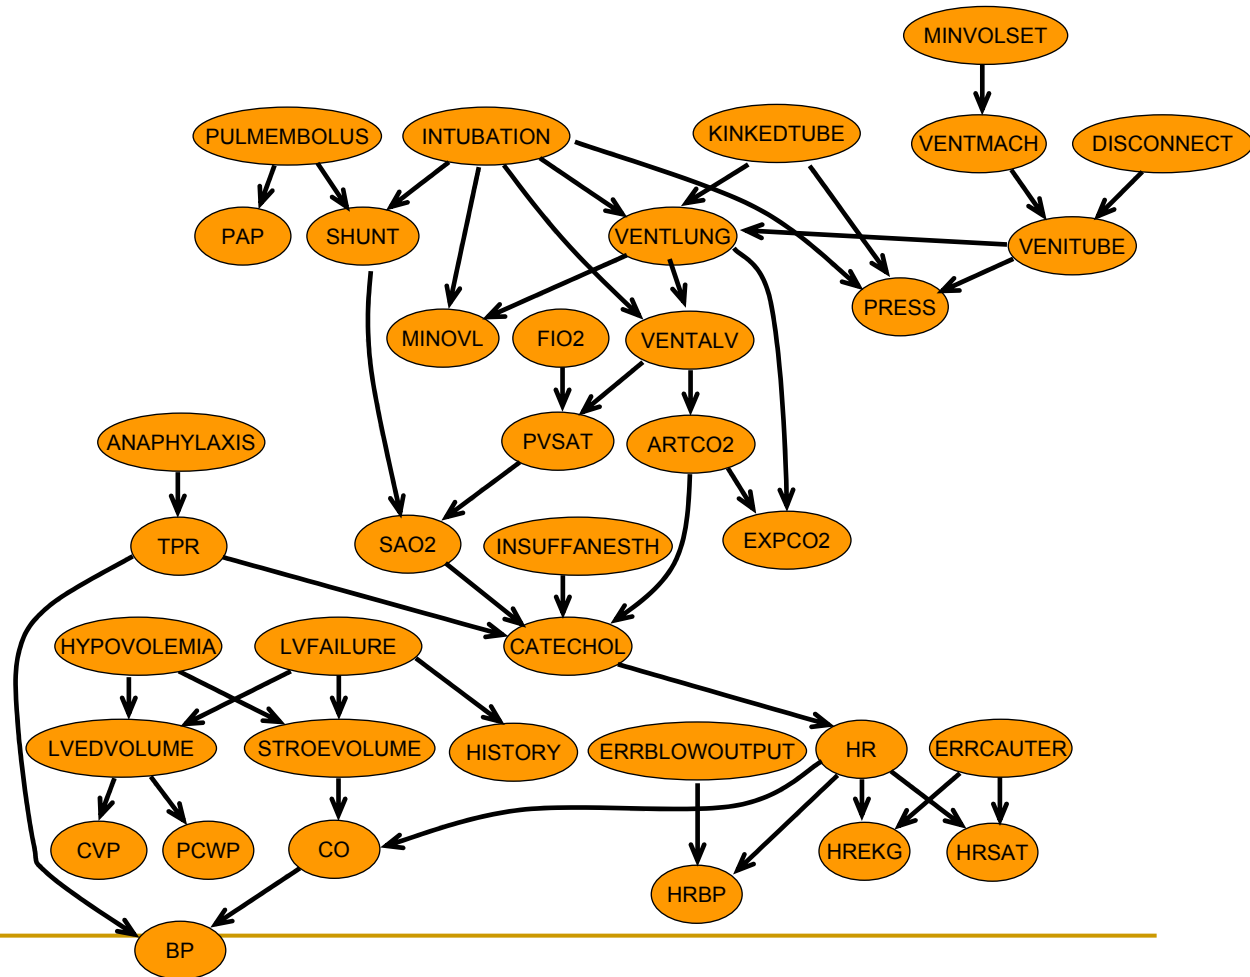 MINVOLSET
PULMEMBOLUS
INTUBATION
KINKEDTUBE
VENTMACH
DISCONNECT
PAP
SHUNT
VENTLUNG
VENITUBE
PRESS
MINOVL
FIO2
VENTALV
ANAPHYLAXIS
PVSAT
ARTCO2
TPR
SAO2
INSUFFANESTH
EXPCO2
HYPOVOLEMIA
LVFAILURE
CATECHOL
LVEDVOLUME
STROEVOLUME
HISTORY
ERRBLOWOUTPUT
HR
ERRCAUTER
CVP
PCWP
CO
HREKG
HRSAT
HRBP
BP